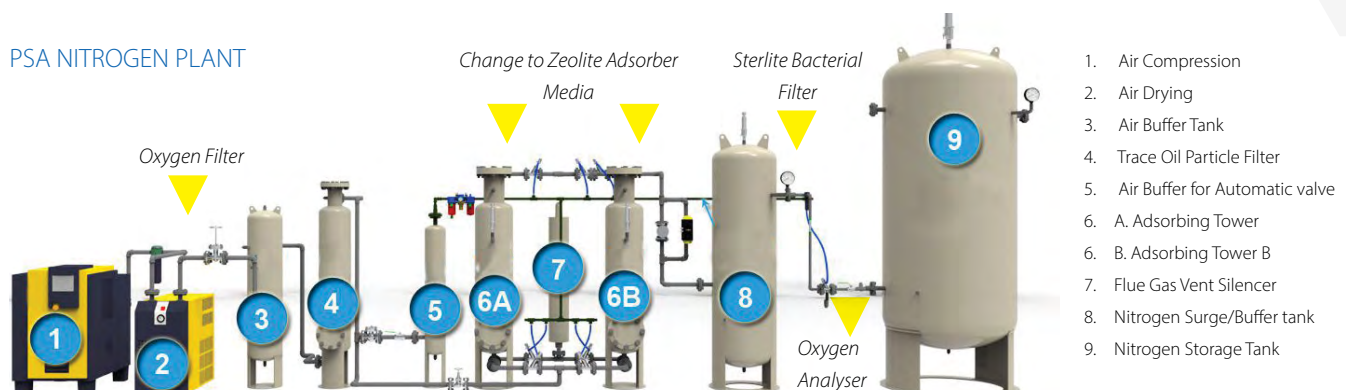 PSA NITROGEN PLANT
Change to Zeolite Adsorber
Media
Sterlite Bacterial
Filter
Oxygen Filter
Oxygen
Analyser
1
2
3
4
5
6A
7
6B
8
9
1. Air Compression
2. Air Drying
3. Air Buffer Tank
4. Trace Oil Particle Filter
5. Air Buffer for Automatic valve
6. A. Adsorbing Tower
6. B. Adsorbing Tower B
7. Flue Gas Vent Silencer
8. Nitrogen Surge/Buffer tank
9. Nitrogen Storage Tank